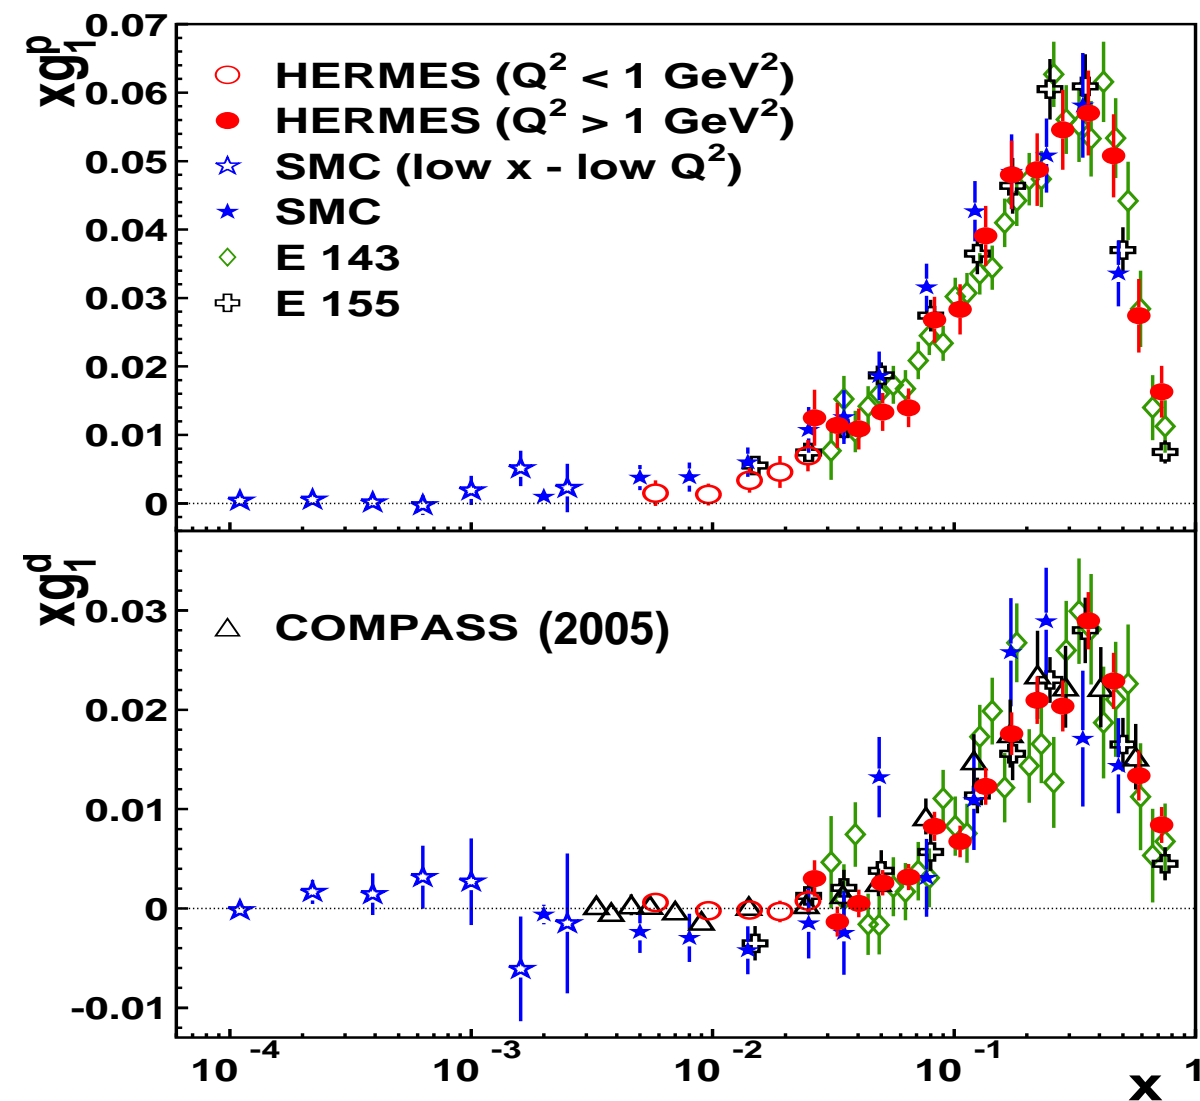 xg₁ᵖ
0.07
0.06
0.05
0.04
0.03
0.02
0.01
0
HERMES (Q² < 1 GeV²)
HERMES (Q² > 1 GeV²)
SMC (low x - low Q²)
SMC
E 143
E 155
xg₁ᵈ
0.03
0.02
0.01
0
-0.01
COMPASS (2005)
10⁻⁴ 10⁻³ 10⁻² 10⁻¹ 1
x